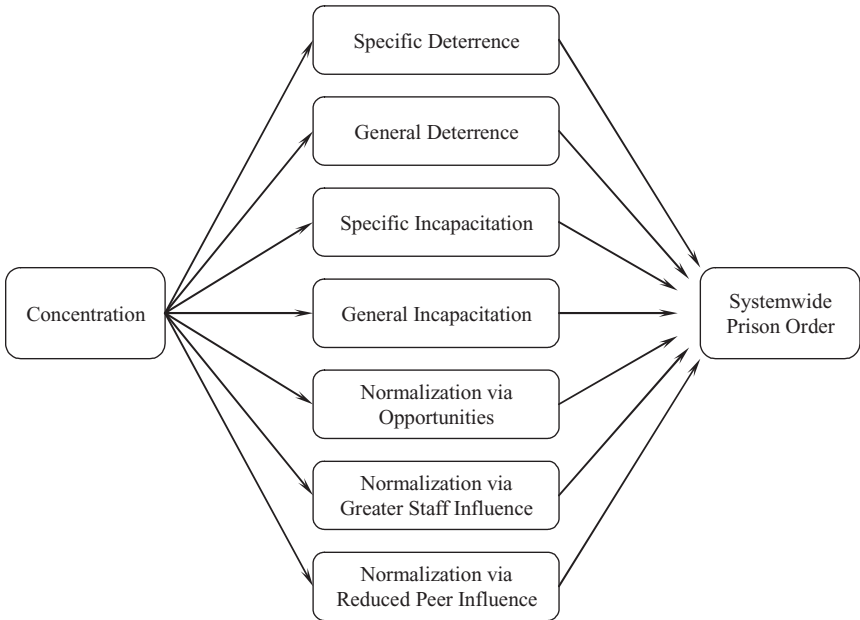 Specific Deterrence
General Deterrence
Specific Incapacitation
Concentration
General Incapacitation
Systemwide
Prison Order
Normalization via
Opportunities
Normalization via
Greater Staff Influence
Normalization via
Reduced Peer Influence